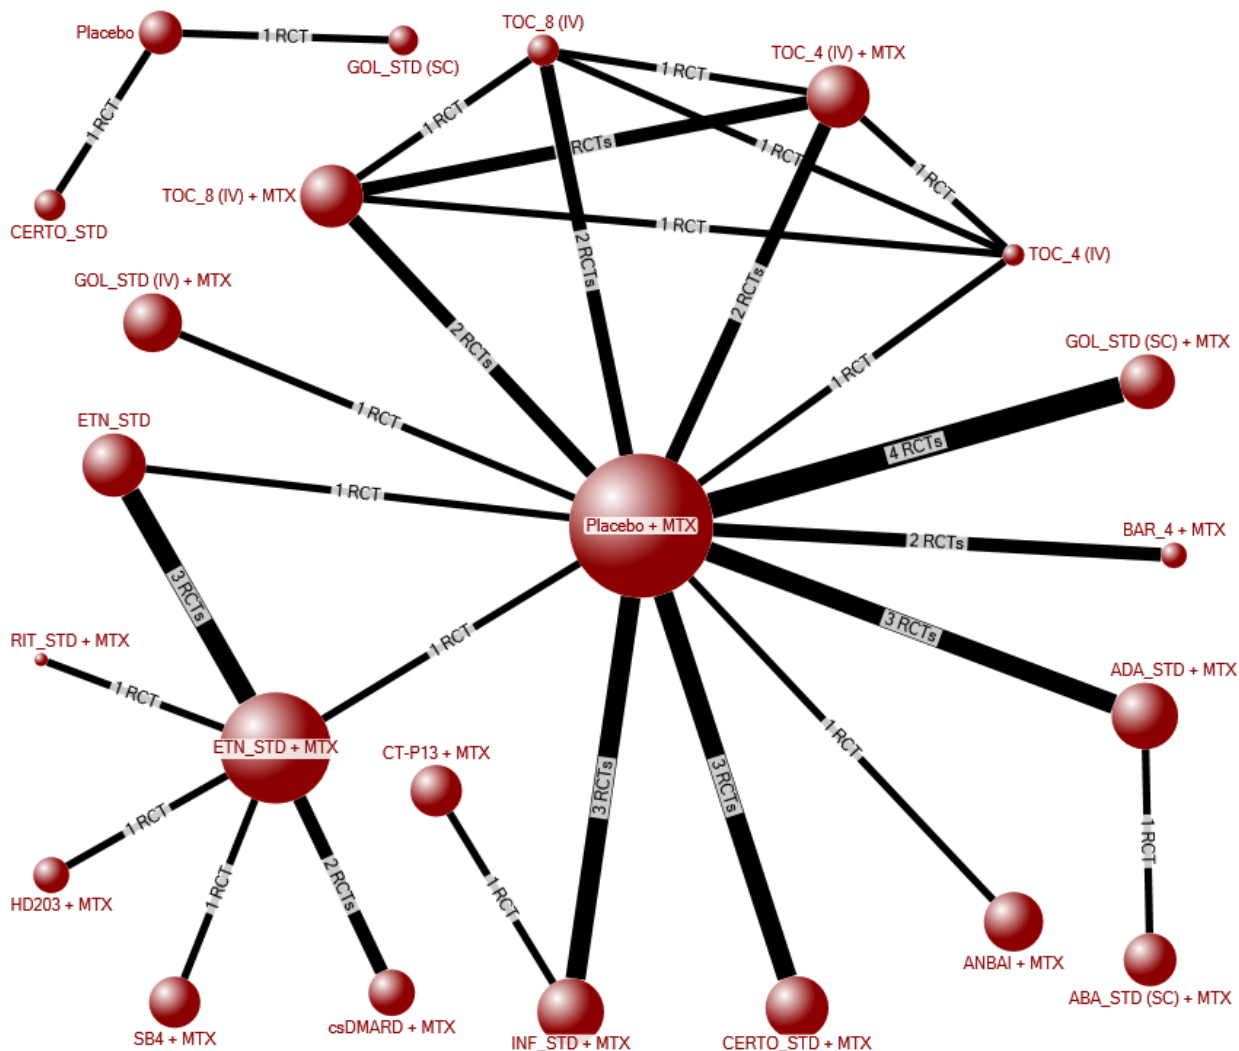 Placebo
1 RCT
GOL_STD (SC)
1 RCT
CERTO_STD
TOC_8 (IV)
TOC_4 (IV) + MTX
1 RCT
1 RCT
RCTs
1 RCT
1 RCT
TOC_8 (IV) + MTX
1 RCT
TOC_4 (IV)
2 RCTs
2 RCTs
2 RCTs
1 RCT
GOL_STD (IV) + MTX
1 RCT
GOL_STD (SC) + MTX
4 RCTs
ETN_STD
1 RCT
Placebo + MTX
2 RCTs
BAR_4 + MTX
3 RCTs
3 RCTs
1 RCT
RIT_STD + MTX
1 RCT
ADA_STD + MTX
ETN_STD + MTX
CT-P13 + MTX
3 RCTs
3 RCTs
1 RCT
1 RCT
1 RCT
HD203 + MTX
1 RCT
2 RCTs
1 RCT
ANBAI + MTX
ABA_STD (SC) + MTX
SB4 + MTX
csDMARD + MTX
INF_STD + MTX
CERTO_STD + MTX